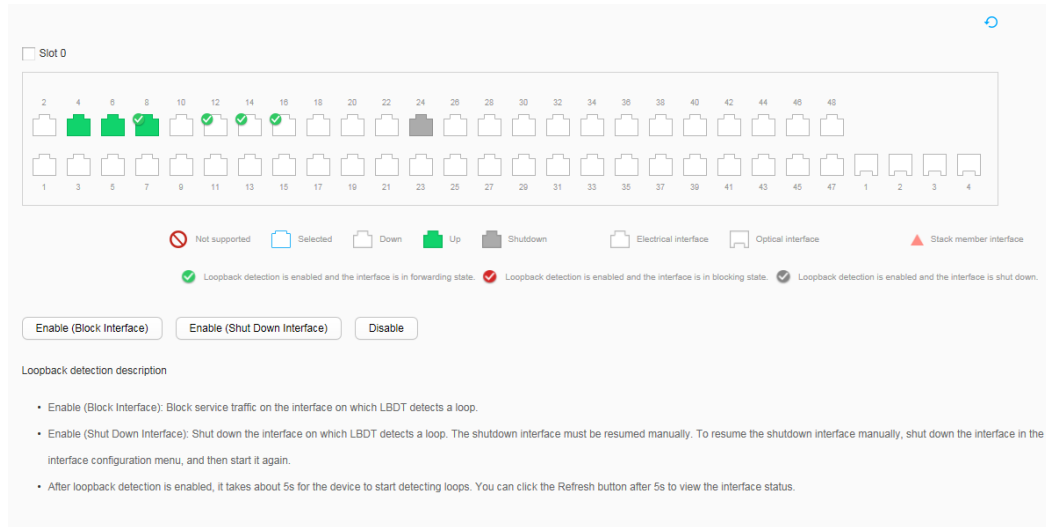 Slot 0
2 4 6 8 10 12 14 16 18 20 22 24 26 28 30 32 34 36 38 40 42 44 46 48
1 3 5 7 9 11 13 15 17 19 21 23 25 27 29 31 33 35 37 39 41 43 45 47 1 2 3 4
Not supported Selected Down Up Shutdown Electrical interface Optical interface Stack member interface
Loopback detection is enabled and the interface is in forwarding state. Loopback detection is enabled and the interface is in blocking state. Loopback detection is enabled and the interface is shut down.
Enable (Block Interface) Enable (Shut Down Interface) Disable
Loopback detection description
• Enable (Block Interface): Block service traffic on the interface on which LBDT detects a loop.
• Enable (Shut Down Interface): Shut down the interface on which LBDT detects a loop. The shutdown interface must be resumed manually. To resume the shutdown interface manually, shut down the interface in the
interface configuration menu, and then start it again.
• After loopback detection is enabled, it takes about 5s for the device to start detecting loops. You can click the Refresh button after 5s to view the interface status.